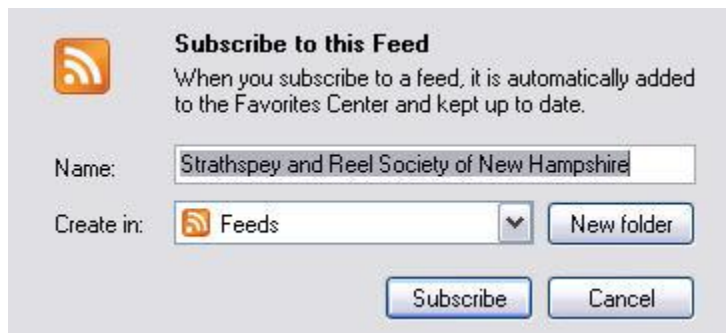 Subscribe to this Feed
When you subscribe to a feed, it is automatically added
to the Favorites Center and kept up to date.
Name: Strathspey and Reel Society of New Hampshire
Create in: Feeds New folder
Subscribe Cancel